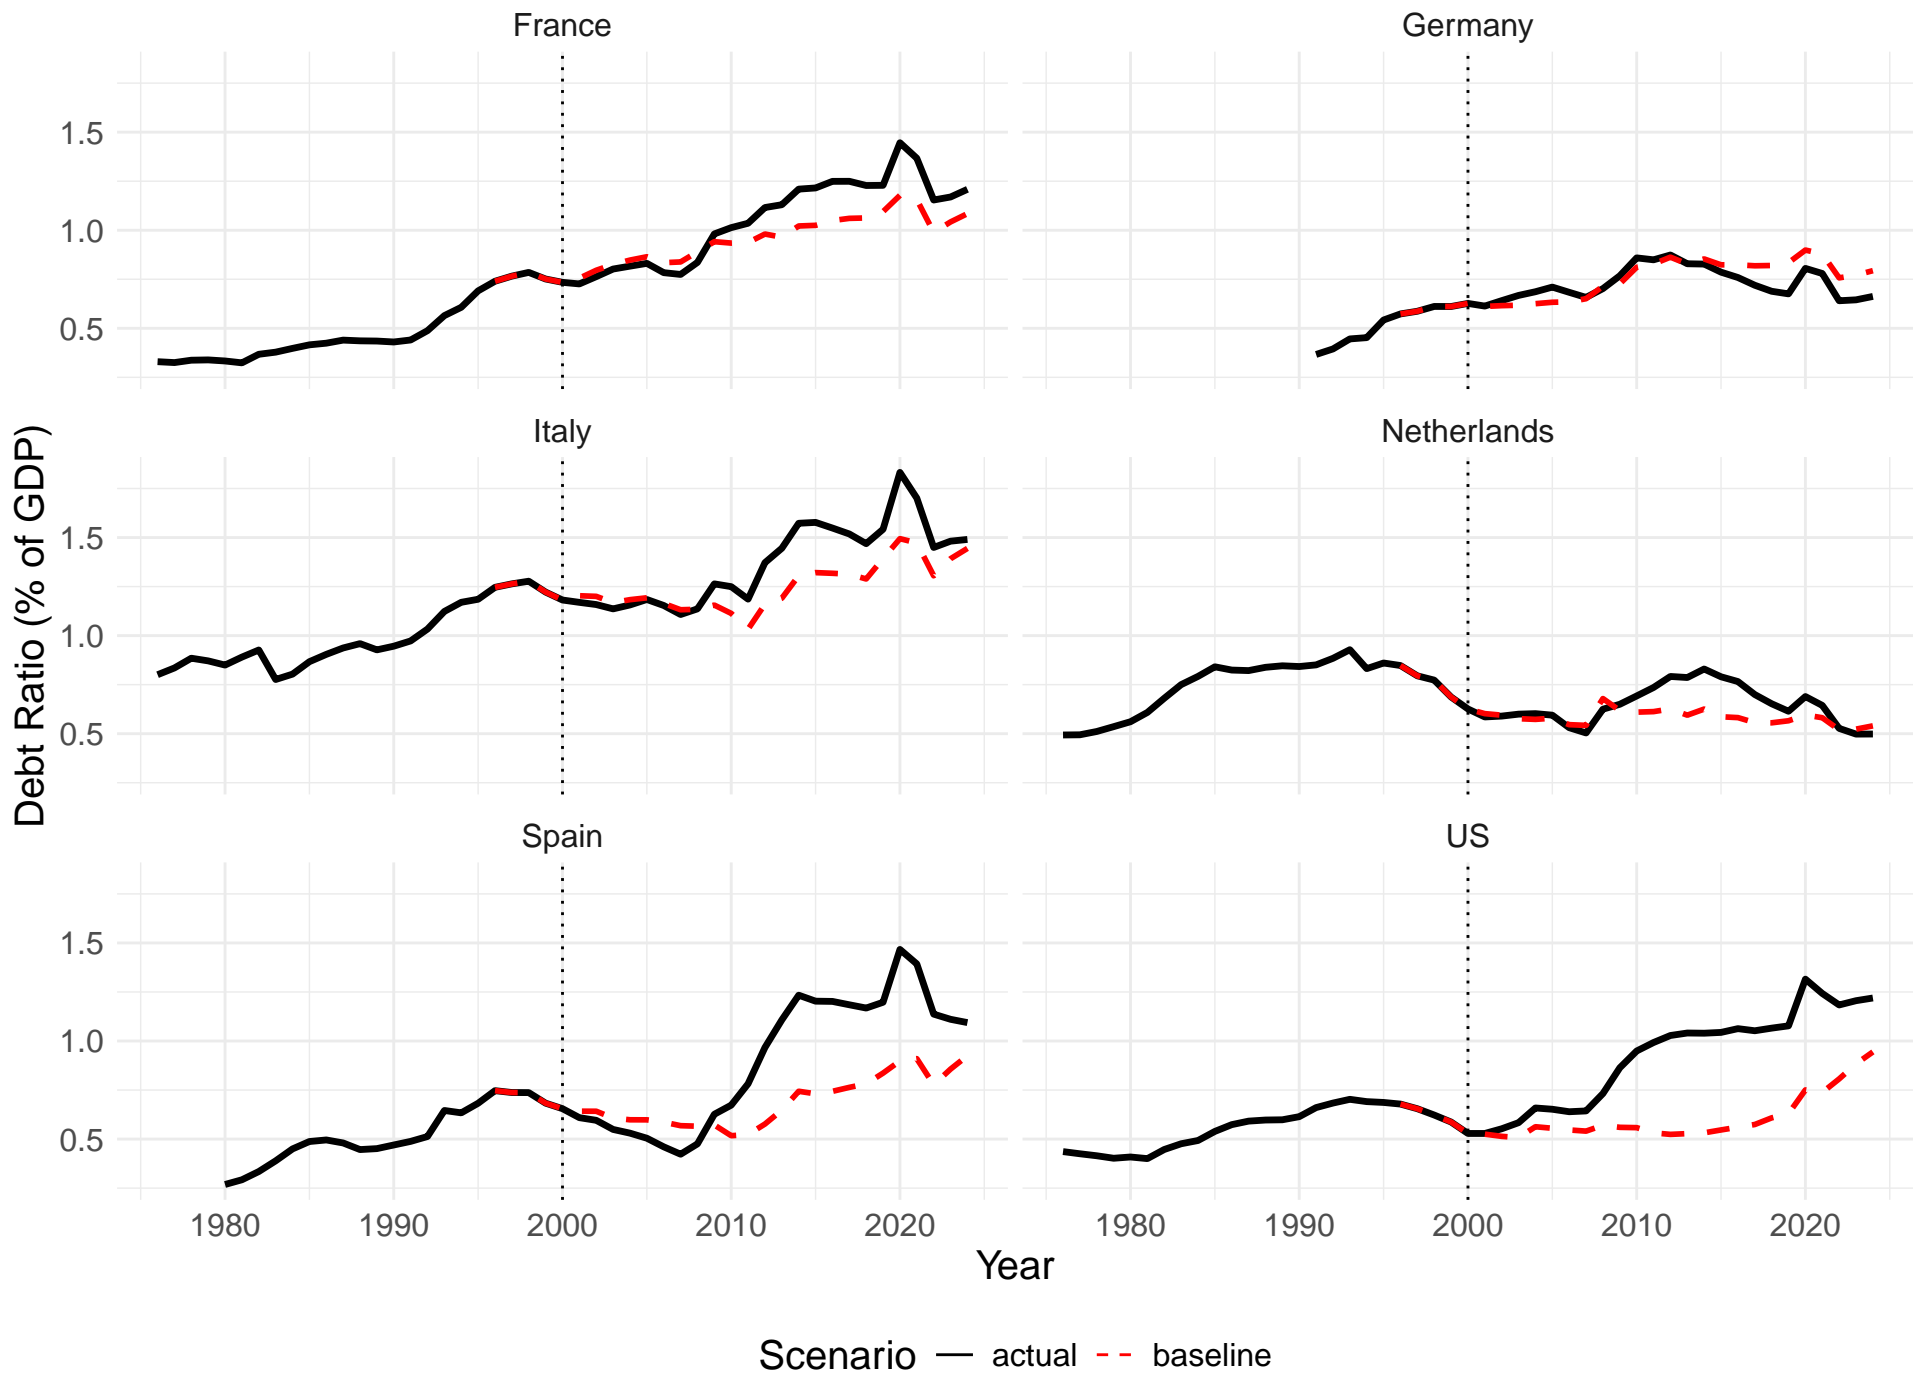 France
Germany
1.5
1.0
0.5
Italy
Netherlands
1.5
1.0
0.5
Debt Ratio (% of GDP)
Spain
US
1.5
1.0
0.5
1980 1990 2000 2010 2020 1980 1990 2000 2010 2020
Year
Scenario actual baseline